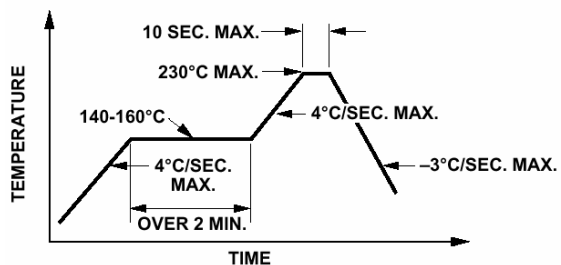 10 SEC. MAX.
230°C MAX.
4°C/SEC. MAX.
140-160°C
4°C/SEC.
MAX.
–3°C/SEC. MAX.
OVER 2 MIN.
TEMPERATURE
TIME